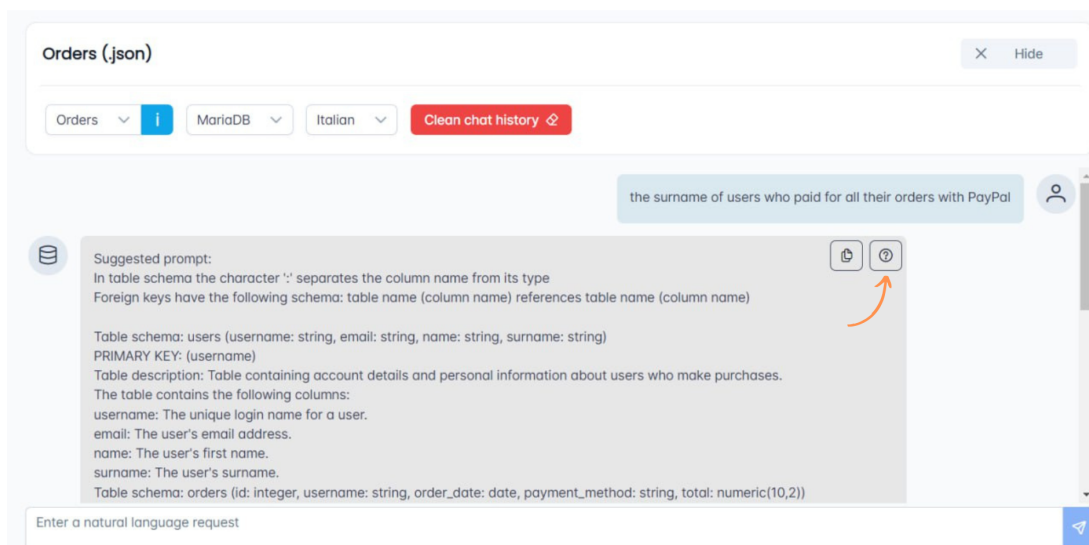 Orders (.json)
Hide
Orders
i
MariaDB
Italian
Clean chat history
the surname of users who paid for all their orders with PayPal
Suggested prompt:
In table schema the character ':' separates the column name from its type
Foreign keys have the following schema: table name (column name) references table name (column name)
Table schema: users (username: string, email: string, name: string, surname: string)
PRIMARY KEY: (username)
Table description: Table containing account details and personal information about users who make purchases.
The table contains the following columns:
username: The unique login name for a user.
email: The user's email address.
name: The user's first name.
surname: The user's surname.
Table schema: orders (id: integer, username: string, order_date: date, payment_method: string, total: numeric(10,2))
Enter a natural language request